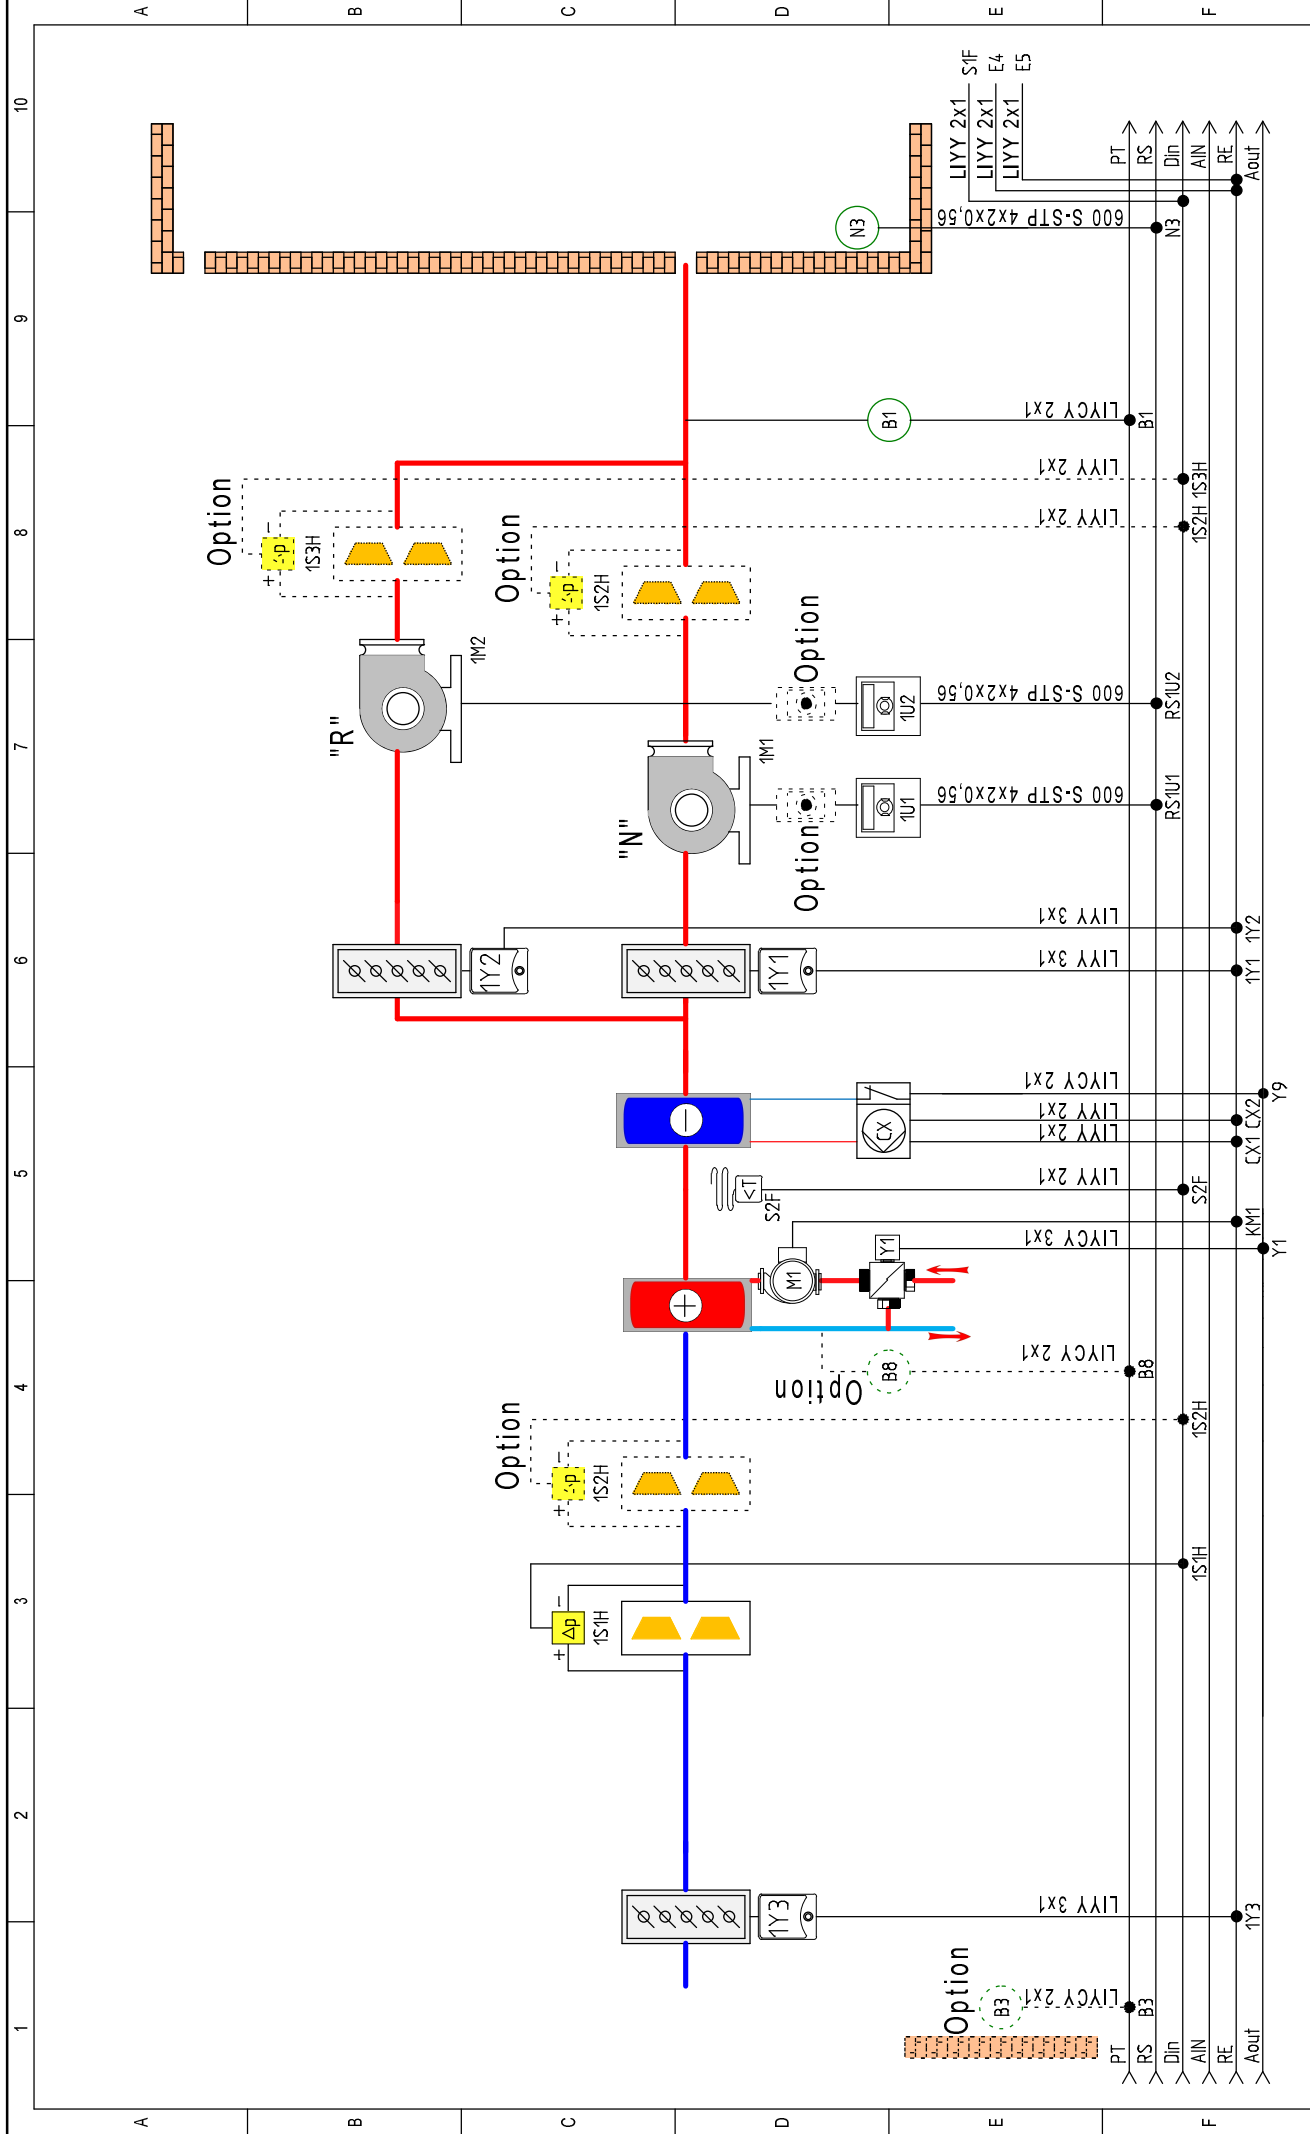 A
B
C
D
E
F
10
9
8
7
6
5
4
3
2
1
S1F
E4
E5
LIYY 2x1
LIYY 2x1
LIYY 2x1
PT
RS
Din
AIN
RE
Aout
N3
600 S-STP 4x2x0,56
N3
B1
LIYCY 2x1
B1
Option
+
-
1S3H
LIYY 2x1
1S3H
Option
+
-
1S2H
LIYY 2x1
1S2H
"R"
1M2
Option
1U2
600 S-STP 4x2x0,56
RS1U2
"N"
1M1
Option
1U1
600 S-STP 4x2x0,56
RS1U1
1Y2
LIYY 3x1
1Y2
1Y1
LIYY 3x1
1Y1
LIYCY 2x1
Y9
CX
LIYY 2x1
CX2
LIYY 2x1
CX1
<T
S2F
LIYY 2x1
S2F
M1
KM1
Y1
LIYCY 3x1
Y1
Option
B8
LIYCY 2x1
B8
Option
+
-
1S2H
1S2H
+
Δp
-
1S1H
1S1H
1Y3
LIYY 3x1
1Y3
Option
B3
LIYCY 2x1
B3
PT
RS
Din
AIN
RE
Aout
A
B
C
D
E
F